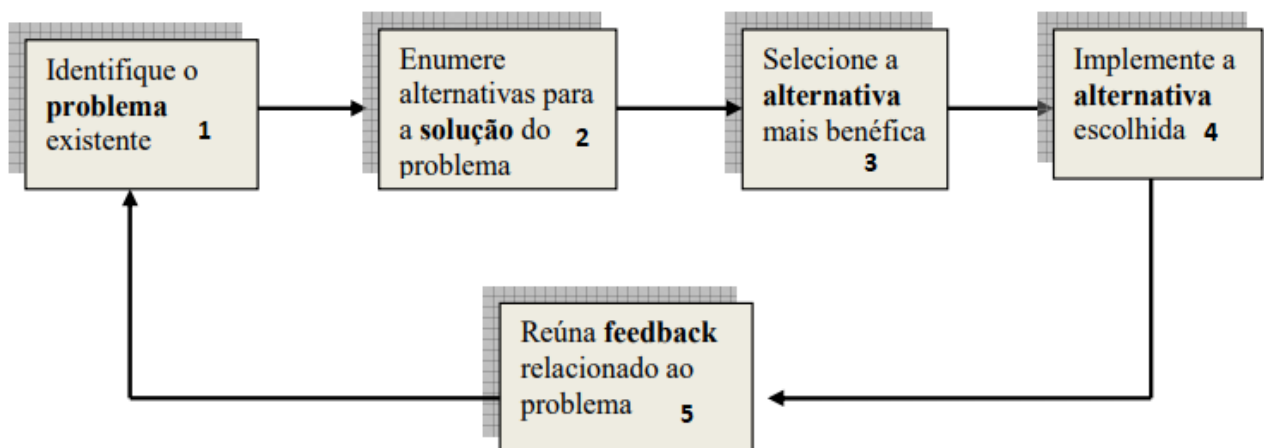 Identifique o
problema
existente 1
Enumere
alternativas para
a solução do 2
problema
Selecione a
alternativa
mais benéfica
3
Implemente a
alternativa
escolhida 4
Reúna feedback
relacionado ao
problema 5